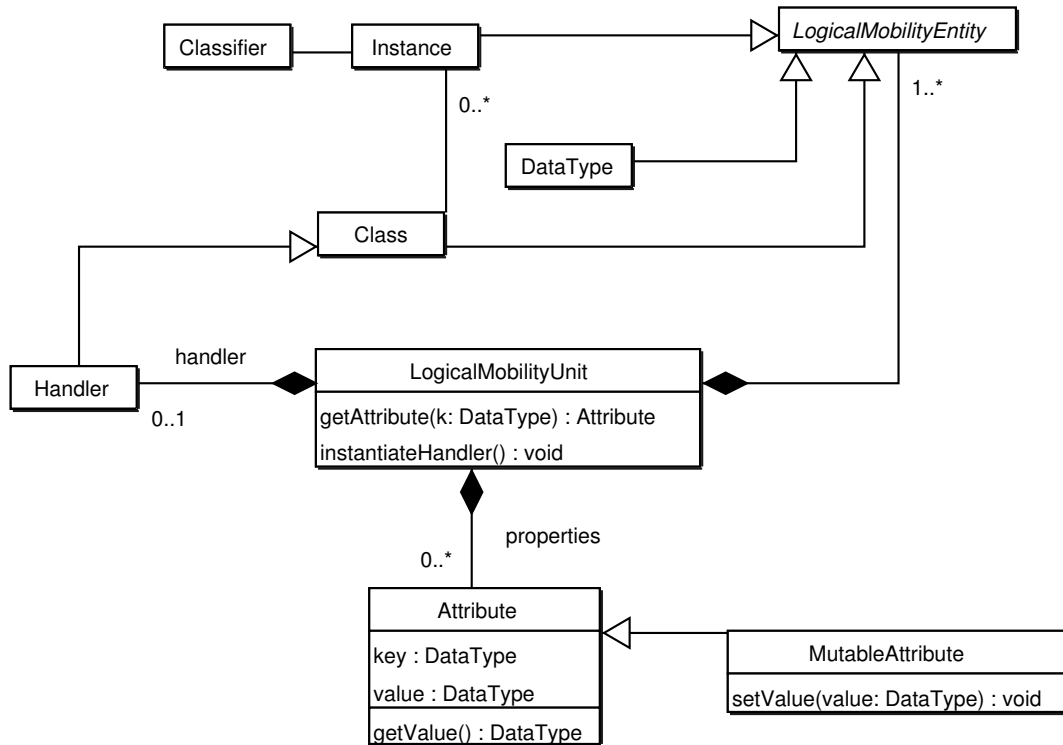 Classifier
Instance
LogicalMobilityEntity
0..*
1..*
DataType
Class
handler
Handler
0..1
LogicalMobilityUnit
getAttribute(k: DataType) : Attribute
instantiateHandler() : void
properties
0..*
Attribute
key : DataType
value : DataType
getValue() : DataType
MutableAttribute
setValue(value: DataType) : void